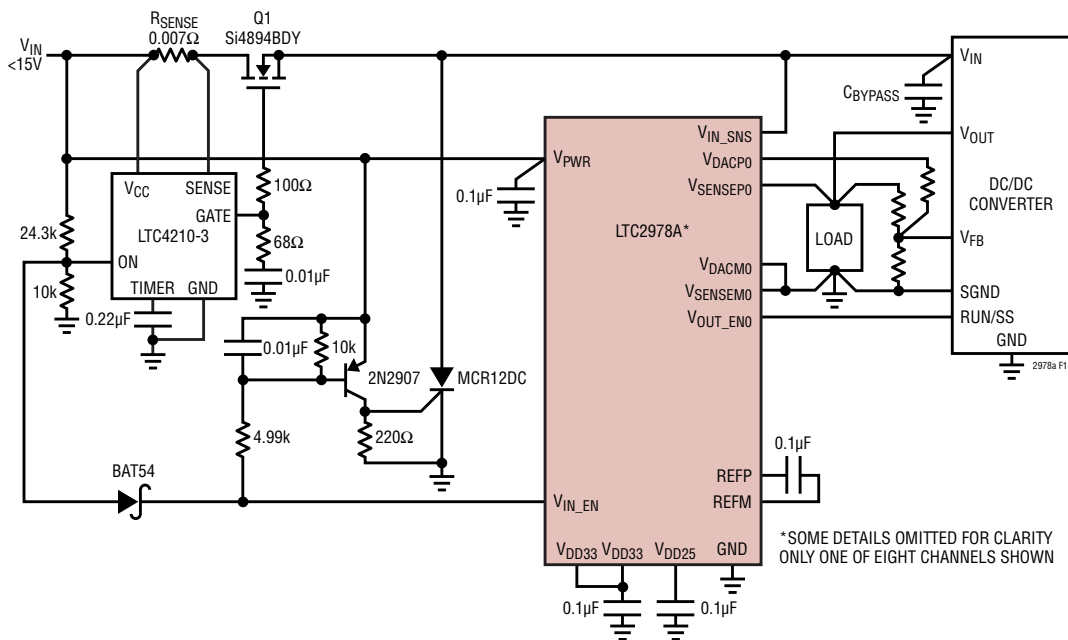 RSENSE
0.007Ω
Q1
Si4894BDY
VIN
<15V
VCC
SENSE
GATE
LTC4210-3
ON
TIMER
GND
24.3k
10k
0.22µF
100Ω
68Ω
0.01µF
0.01µF
10k
2N2907
MCR12DC
4.99k
220Ω
BAT54
0.1µF
VPWR
VIN_EN
LTC2978A*
VIN_SNS
VDACP0
VSENSEP0
VDACM0
VSENSEM0
VOUT_EN0
REFP
REFM
VDD33
VDD33
VDD25
GND
0.1µF
0.1µF
0.1µF
CBYPASS
LOAD
VIN
VOUT
DC/DC
CONVERTER
VFB
SGND
RUN/SS
GND
*SOME DETAILS OMITTED FOR CLARITY
ONLY ONE OF EIGHT CHANNELS SHOWN